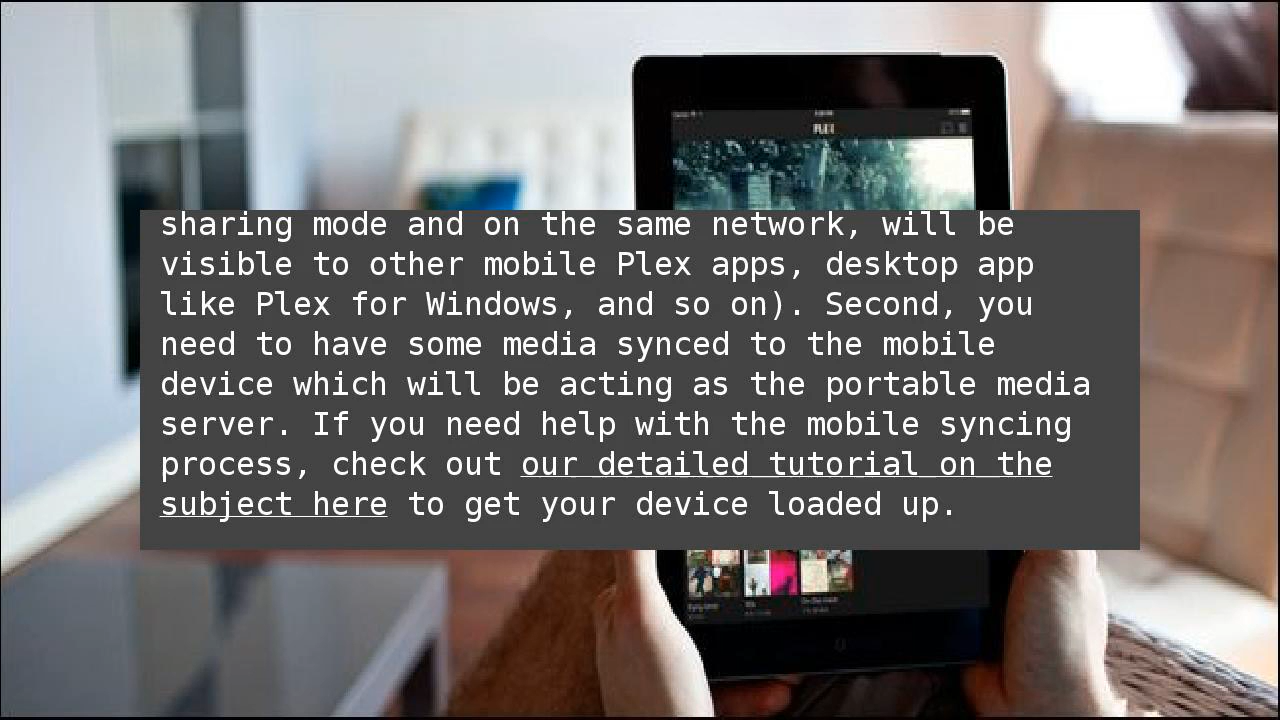 PLEX
sharing mode and on the same network, will be
visible to other mobile Plex apps, desktop app
like Plex for Windows, and so on). Second, you
need to have some media synced to the mobile
device which will be acting as the portable media
server. If you need help with the mobile syncing
process, check out our detailed tutorial on the
subject here to get your device loaded up.